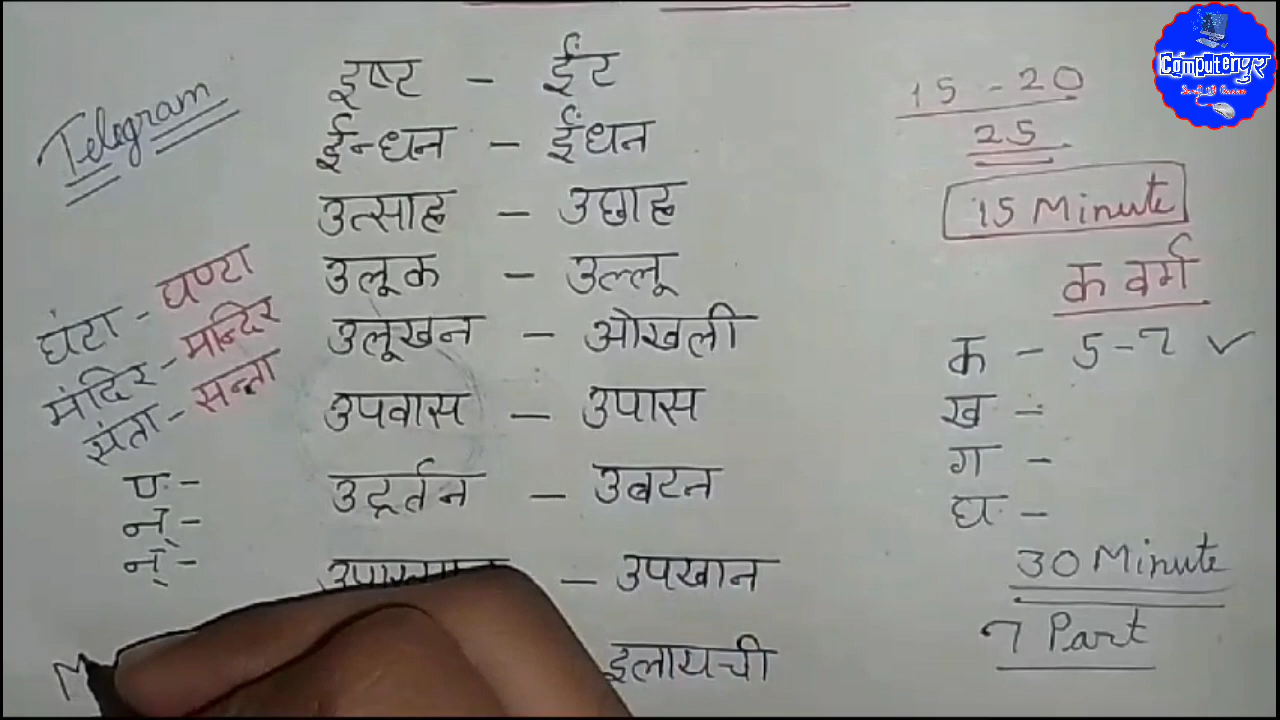 Telegram
घंटा - घण्टा
मंदिर - मन्दिर
संता - सन्ता
ण् -
न् -
न् -
इष्ट - ईंट
ईन्धन - ईंधन
उत्साह - उछाह
उलूक - उल्लू
उलूखन - ओखली
उपवास - उपास
उद्वर्तन - उबटन
- उपखान
इलायची
15 - 20
25
15 Minute
क वर्ग
क - 5-7 ✓
ख -
ग -
घ -
30 Minute
7 Part
Computerगुरु